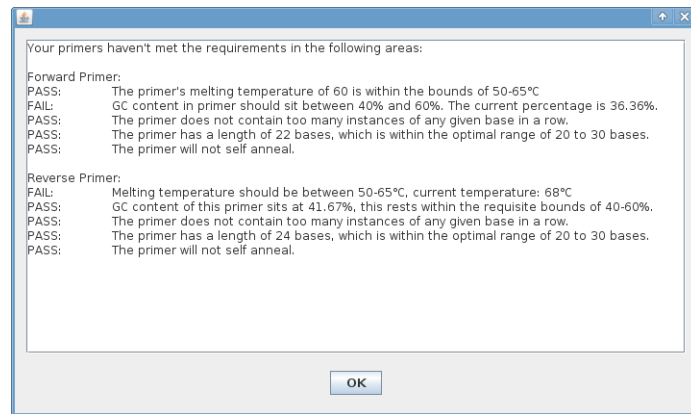 Your primers haven't met the requirements in the following areas:
Forward Primer:
PASS: The primer's melting temperature of 60 is within the bounds of 50-65°C
FAIL: GC content in primer should sit between 40% and 60%. The current percentage is 36.36%.
PASS: The primer does not contain too many instances of any given base in a row.
PASS: The primer has a length of 22 bases, which is within the optimal range of 20 to 30 bases.
PASS: The primer will not self anneal.
Reverse Primer:
FAIL: Melting temperature should be between 50-65°C, current temperature: 68°C
PASS: GC content of this primer sits at 41.67%, this rests within the requisite bounds of 40-60%.
PASS: The primer does not contain too many instances of any given base in a row.
PASS: The primer has a length of 24 bases, which is within the optimal range of 20 to 30 bases.
PASS: The primer will not self anneal.
OK